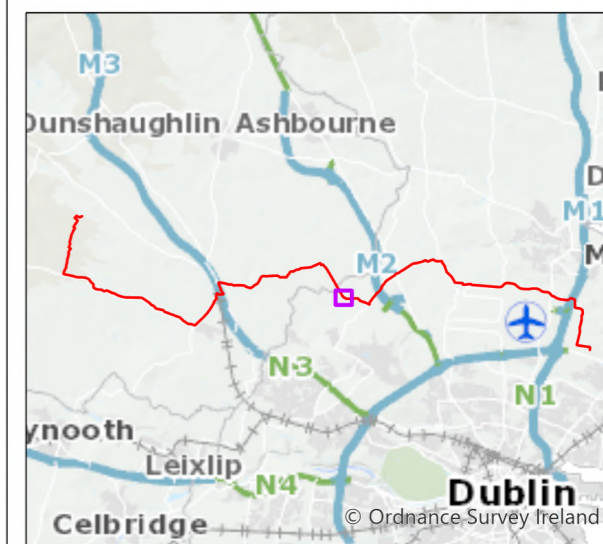 M3
Dunshaughlin
Ashbourne
D
M1
M
M2
N3
N1
ynooth
Leixlip
N4
Dublin
Celbridge
© Ordnance Survey Ireland